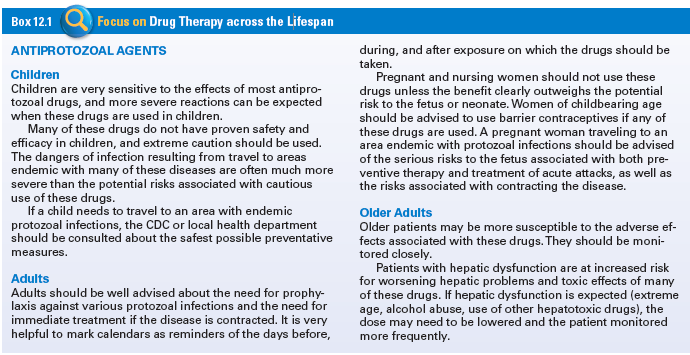 Box 12.1 Focus on Drug Therapy across the Lifespan
ANTIPROTOZOAL AGENTS
Children
Children are very sensitive to the effects of most antipro-
tozoal drugs, and more severe reactions can be expected
when these drugs are used in children.
Many of these drugs do not have proven safety and
efficacy in children, and extreme caution should be used.
The dangers of infection resulting from travel to areas
endemic with many of these diseases are often much more
severe than the potential risks associated with cautious
use of these drugs.
If a child needs to travel to an area with endemic
protozoal infections, the CDC or local health department
should be consulted about the safest possible preventative
measures.
Adults
Adults should be well advised about the need for prophy-
laxis against various protozoal infections and the need for
immediate treatment if the disease is contracted. It is very
helpful to mark calendars as reminders of the days before,
during, and after exposure on which the drugs should be
taken.
Pregnant and nursing women should not use these
drugs unless the benefit clearly outweighs the potential
risk to the fetus or neonate. Women of childbearing age
should be advised to use barrier contraceptives if any of
these drugs are used. A pregnant woman traveling to an
area endemic with protozoal infections should be advised
of the serious risks to the fetus associated with both pre-
ventive therapy and treatment of acute attacks, as well as
the risks associated with contracting the disease.
Older Adults
Older patients may be more susceptible to the adverse ef-
fects associated with these drugs. They should be moni-
tored closely.
Patients with hepatic dysfunction are at increased risk
for worsening hepatic problems and toxic effects of many
of these drugs. If hepatic dysfunction is expected (extreme
age, alcohol abuse, use of other hepatotoxic drugs), the
dose may need to be lowered and the patient monitored
more frequently.